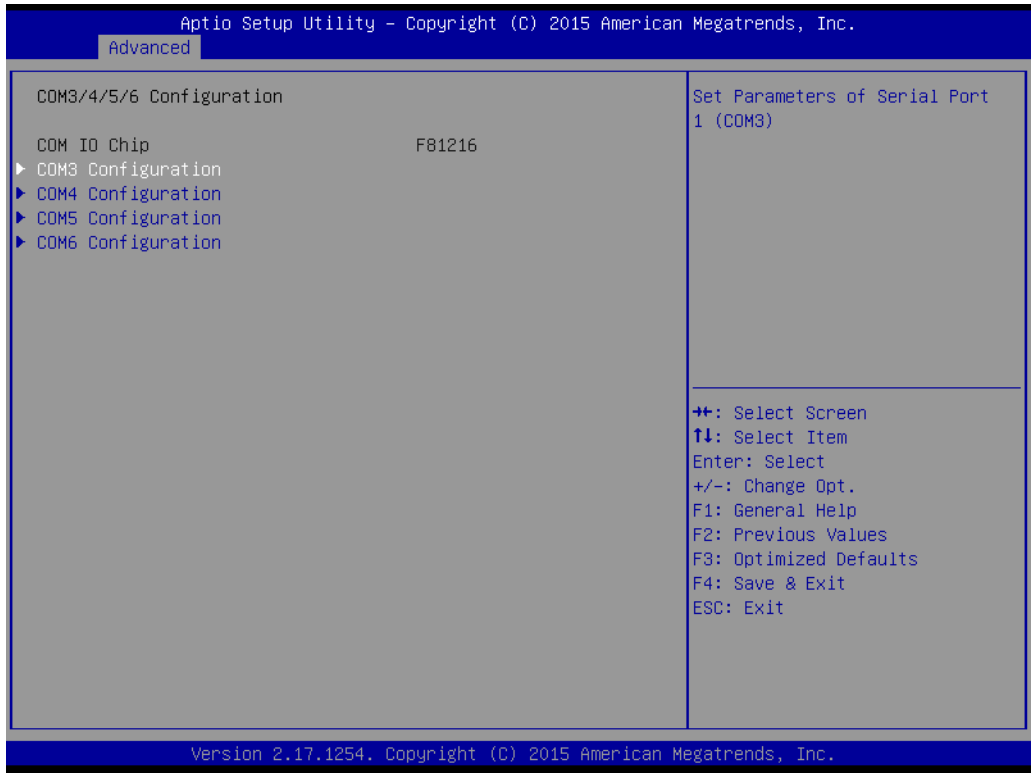 Aptio Setup Utility – Copyright (C) 2015 American Megatrends, Inc.
Advanced
COM3/4/5/6 Configuration
COM IO Chip F81216
► COM3 Configuration
► COM4 Configuration
► COM5 Configuration
► COM6 Configuration
Set Parameters of Serial Port
1 (COM3)
→←: Select Screen
↑↓: Select Item
Enter: Select
+/-: Change Opt.
F1: General Help
F2: Previous Values
F3: Optimized Defaults
F4: Save & Exit
ESC: Exit
Version 2.17.1254. Copyright (C) 2015 American Megatrends, Inc.